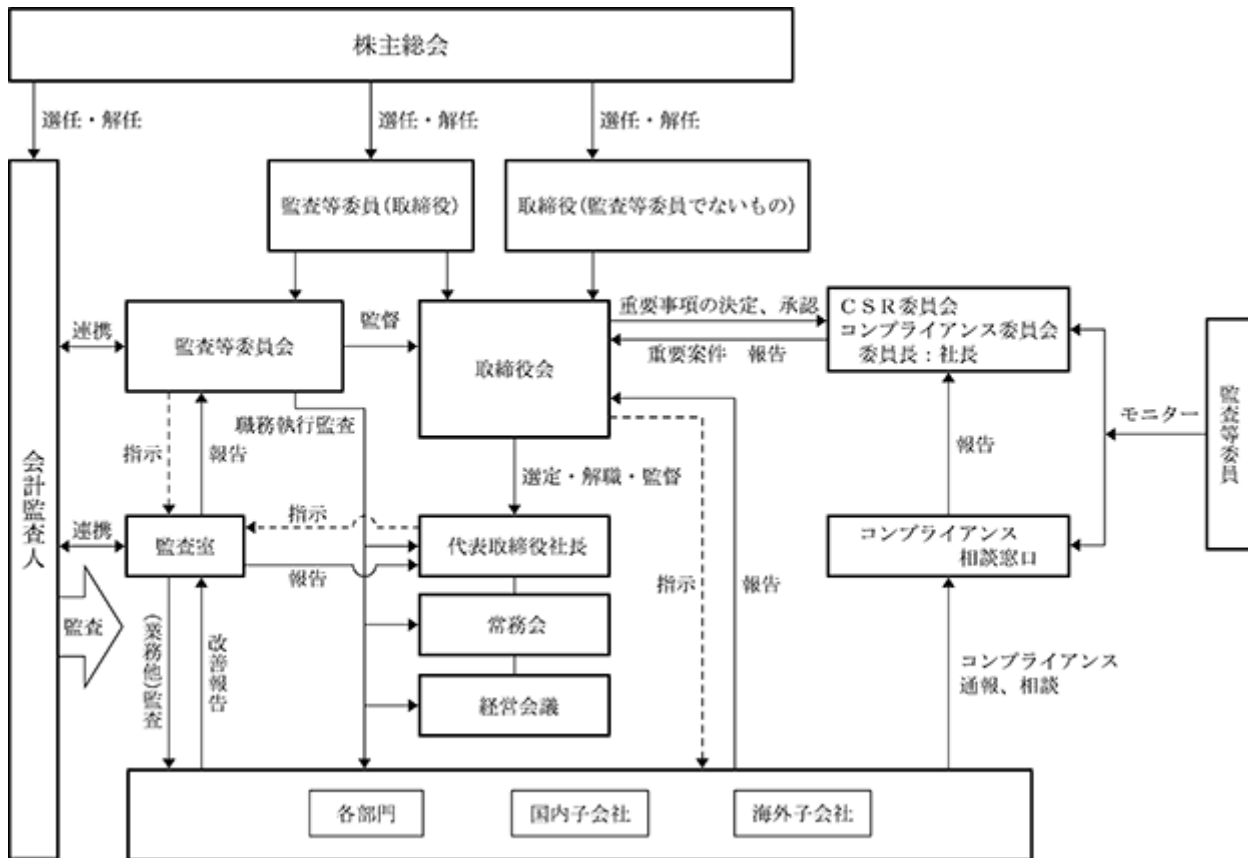 株主総会
選任・解任
選任・解任
選任・解任
監査等委員(取締役)
取締役(監査等委員でないもの)
連携
監査等委員会
監督
取締役会
重要事項の決定、承認
重要案件　報告
ＣＳＲ委員会
コンプライアンス委員会
委員長：社長
監査等委員
モニター
職務執行監査
指示
報告
選定・解職・監督
報告
会計監査人
連携
監査室
指示
報告
代表取締役社長
コンプライアンス
相談窓口
指示
報告
監査
(業務他)監査
改善報告
常務会
経営会議
コンプライアンス
通報、相談
各部門
国内子会社
海外子会社